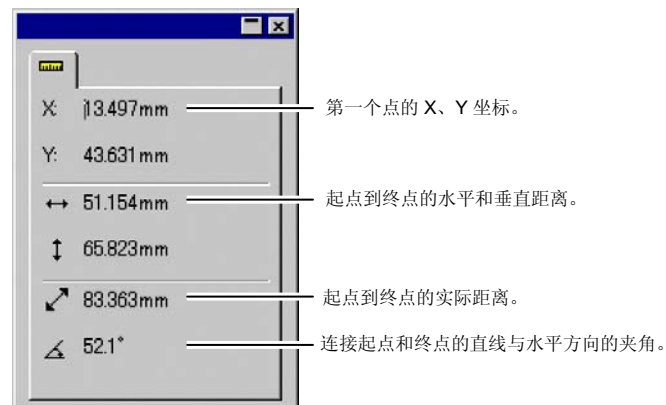 X: 13.497mm
第一个点的 X、Y 坐标。
Y: 43.631mm
51.154mm
起点到终点的水平和垂直距离。
65.823mm
83.363mm
起点到终点的实际距离。
52.1°
连接起点和终点的直线与水平方向的夹角。